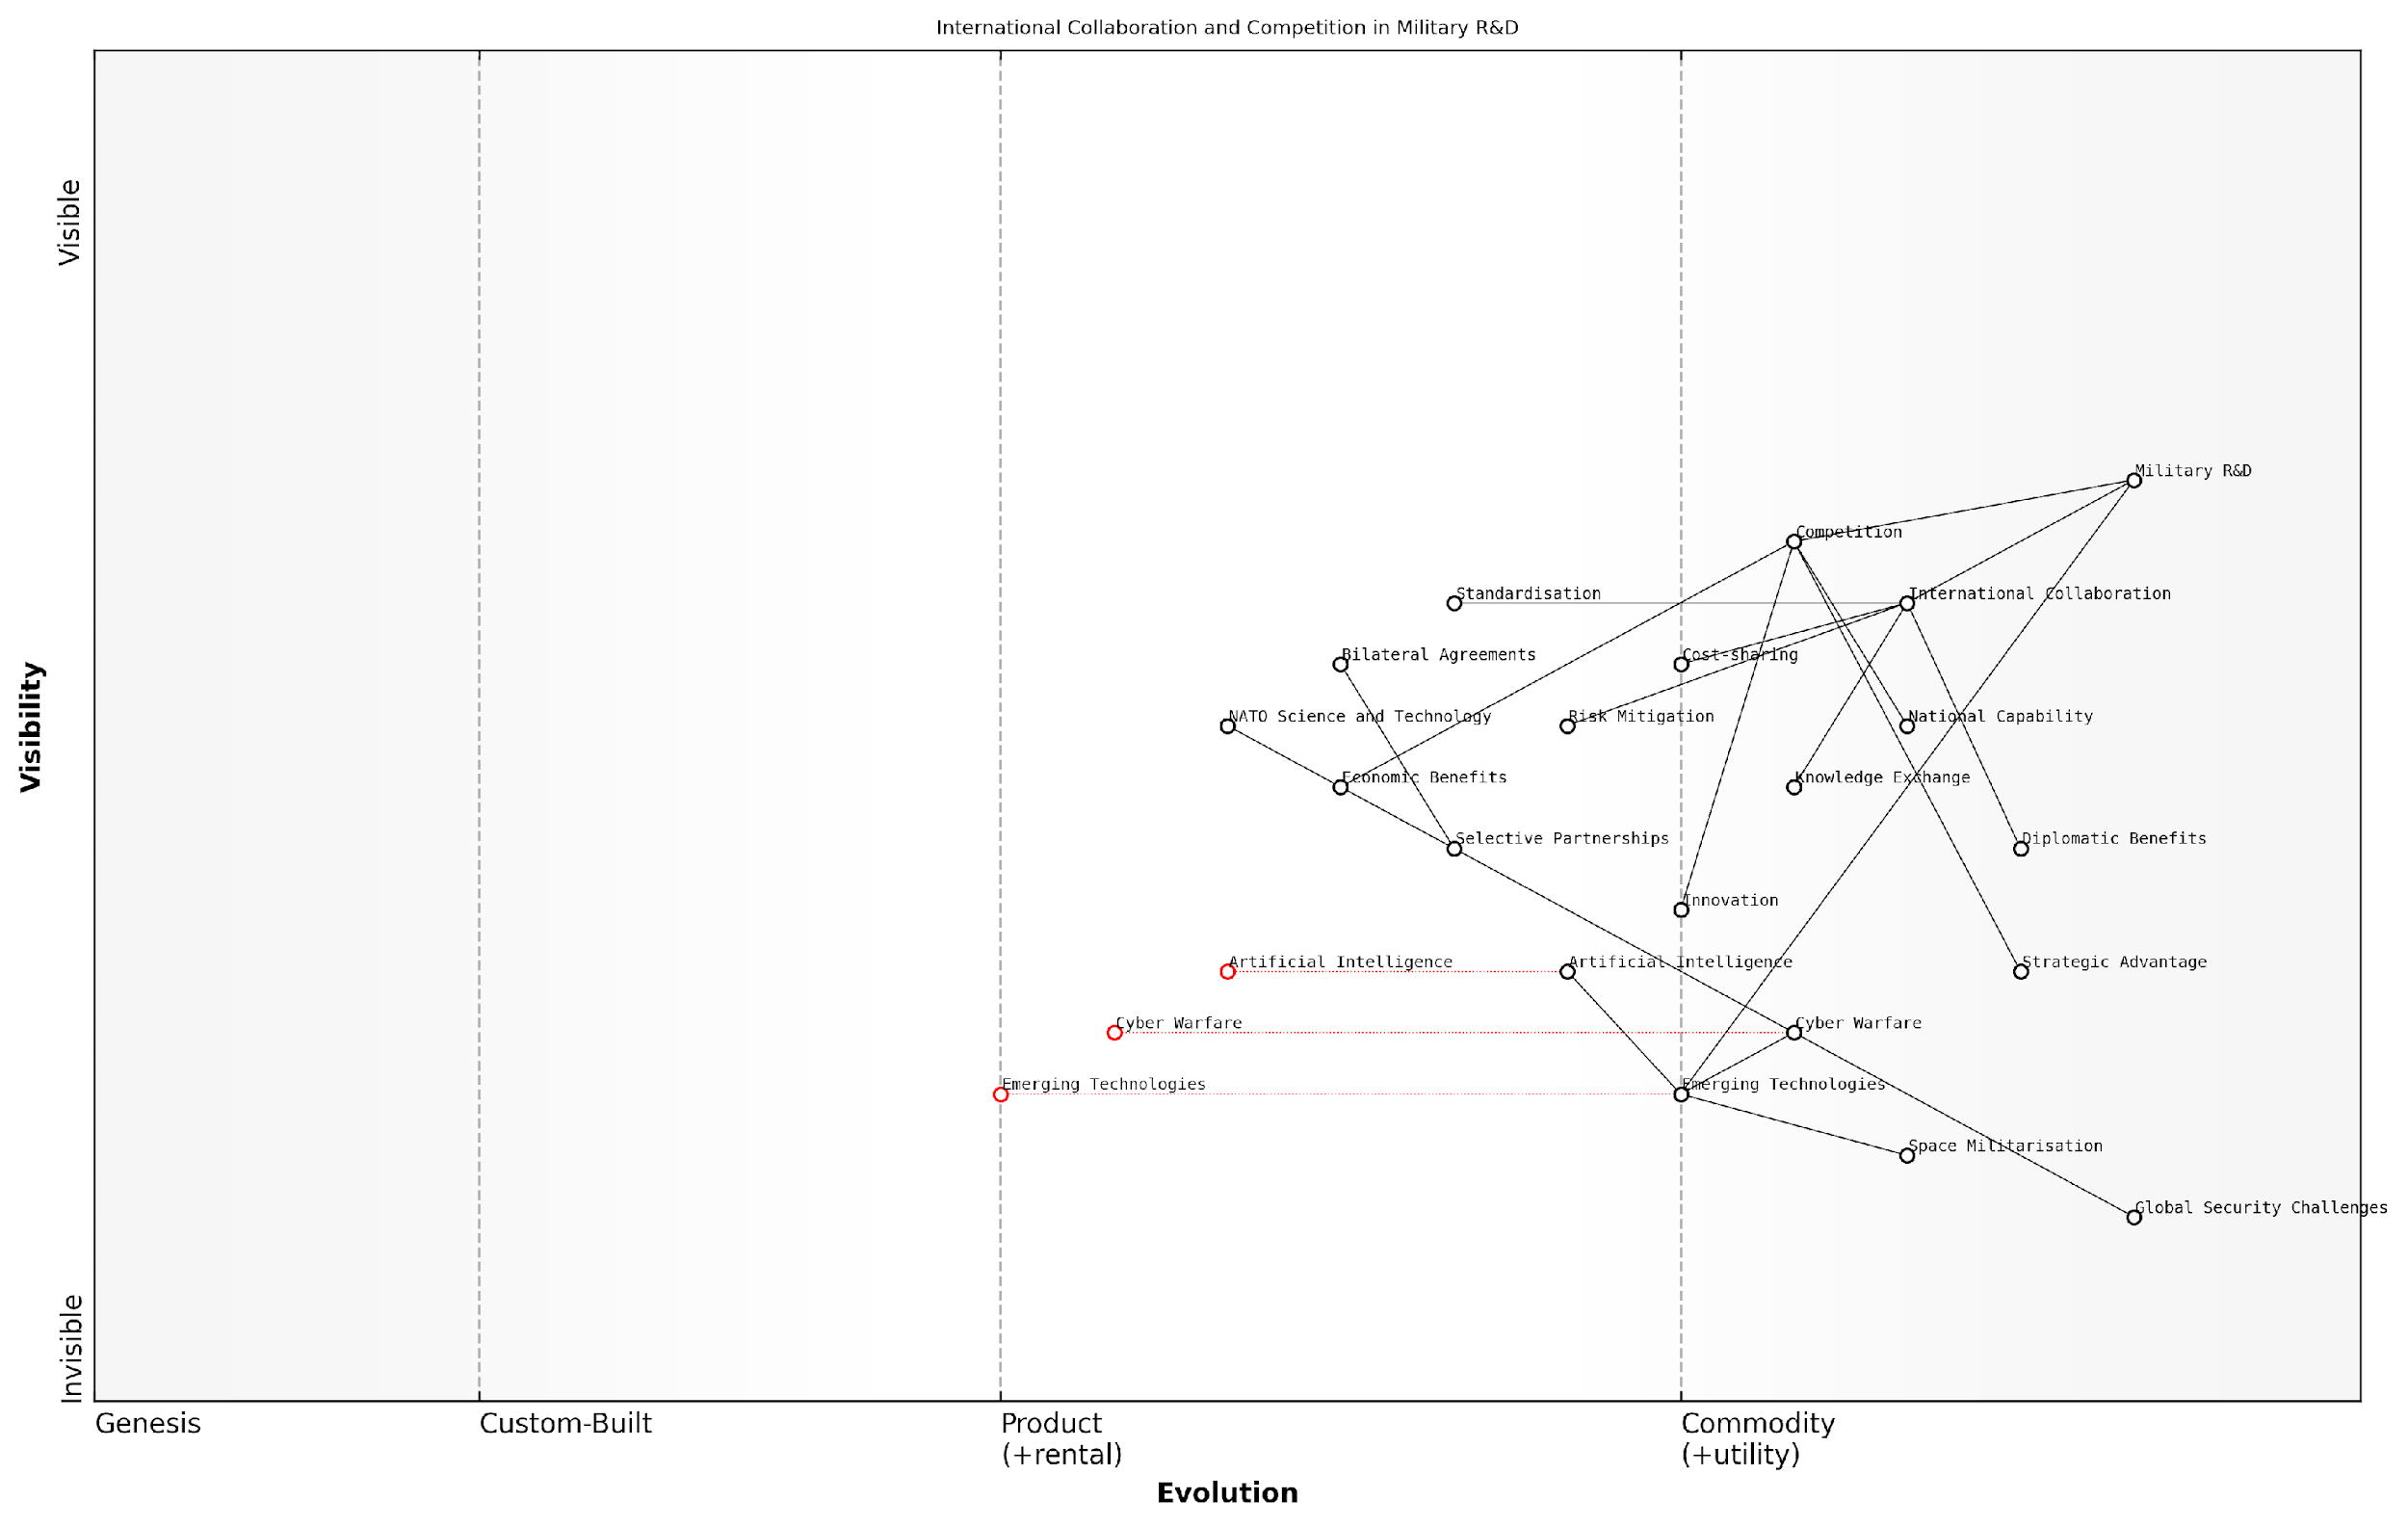 International Collaboration and Competition in Military R&D
Visible
Visibility
Invisible
Military R&D
Competition
Standardisation
International Collaboration
Bilateral Agreements
Cost-sharing
NATO Science and Technology
Risk Mitigation
National Capability
Economic Benefits
Knowledge Exchange
Selective Partnerships
Diplomatic Benefits
Innovation
Artificial Intelligence
Artificial Intelligence
Strategic Advantage
Cyber Warfare
Cyber Warfare
Emerging Technologies
Emerging Technologies
Space Militarisation
Global Security Challenges
Genesis
Custom-Built
Product
(+rental)
Commodity
(+utility)
Evolution